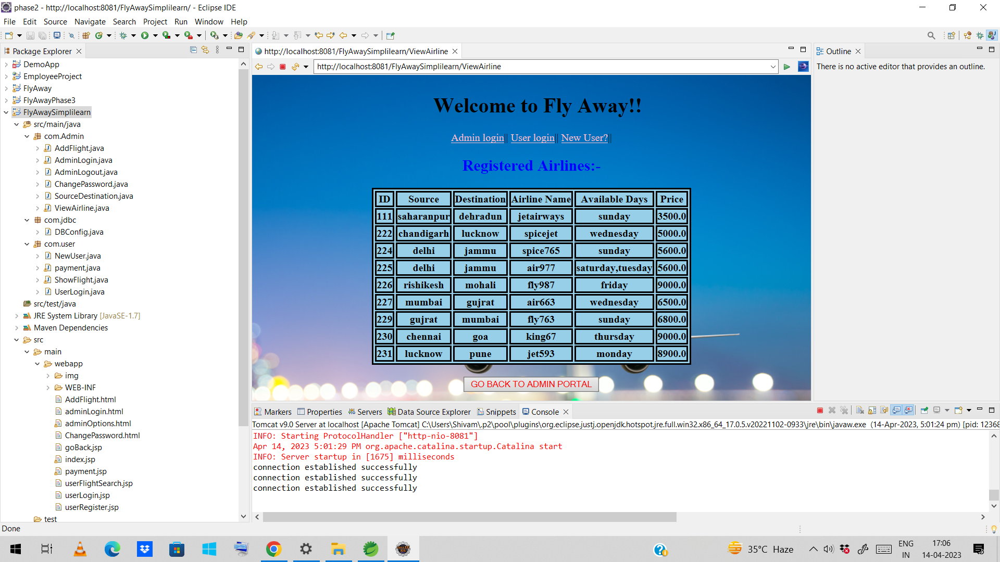 phase2 - http://localhost:8081/FlyAwaySimplilearn/ - Eclipse IDE
File Edit Source Navigate Search Project Run Window Help
Package Explorer
DemoApp
EmployeeProject
FlyAway
FlyAwayPhase3
FlyAwaySimplilearn
src/main/java
com.Admin
AddFlight.java
AdminLogin.java
AdminLogout.java
ChangePassword.java
SourceDestination.java
ViewAirline.java
com.jdbc
DBConfig.java
com.user
NewUser.java
payment.java
ShowFlight.java
UserLogin.java
src/test/java
JRE System Library [JavaSE-1.7]
Maven Dependencies
src
main
webapp
img
WEB-INF
AddFlight.html
adminLogin.html
adminOptions.html
ChangePassword.html
goBack.jsp
index.jsp
payment.jsp
userFlightSearch.jsp
userLogin.jsp
userRegister.jsp
test
http://localhost:8081/FlyAwaySimplilearn/ViewAirline
http://localhost:8081/FlyAwaySimplilearn/ViewAirline
Welcome to Fly Away!!
Admin login|| User login|| New User?||
Registered Airlines:-
ID Source Destination Airline Name Available Days Price
111 saharanpur dehradun jetairways sunday 3500.0
222 chandigarh lucknow spicejet wednesday 5000.0
224 delhi jammu spice765 sunday 5600.0
225 delhi jammu air977 saturday,tuesday 5600.0
226 rishikesh mohali fly987 friday 9000.0
227 mumbai gujrat air663 wednesday 6500.0
229 gujrat mumbai fly763 sunday 6800.0
230 chennai goa king67 thursday 9000.0
231 lucknow pune jet593 monday 8900.0
GO BACK TO ADMIN PORTAL
Outline
There is no active editor that provides an outline.
Markers Properties Servers Data Source Explorer Snippets Console
Tomcat v9.0 Server at localhost [Apache Tomcat] C:\Users\Shivam\.p2\pool\plugins\org.eclipse.justj.openjdk.hotspot.jre.full.win32.x86_64_17.0.5.v20221102-0933\jre\bin\javaw.exe (14-Apr-2023, 5:01:24 pm) [pid: 12368
INFO: Starting ProtocolHandler ["http-nio-8081"]
Apr 14, 2023 5:01:29 PM org.apache.catalina.startup.Catalina start
INFO: Server startup in [1675] milliseconds
connection established successfully
connection established successfully
connection established successfully
Done
35°C Haze
ENG
IN
17:06
14-04-2023